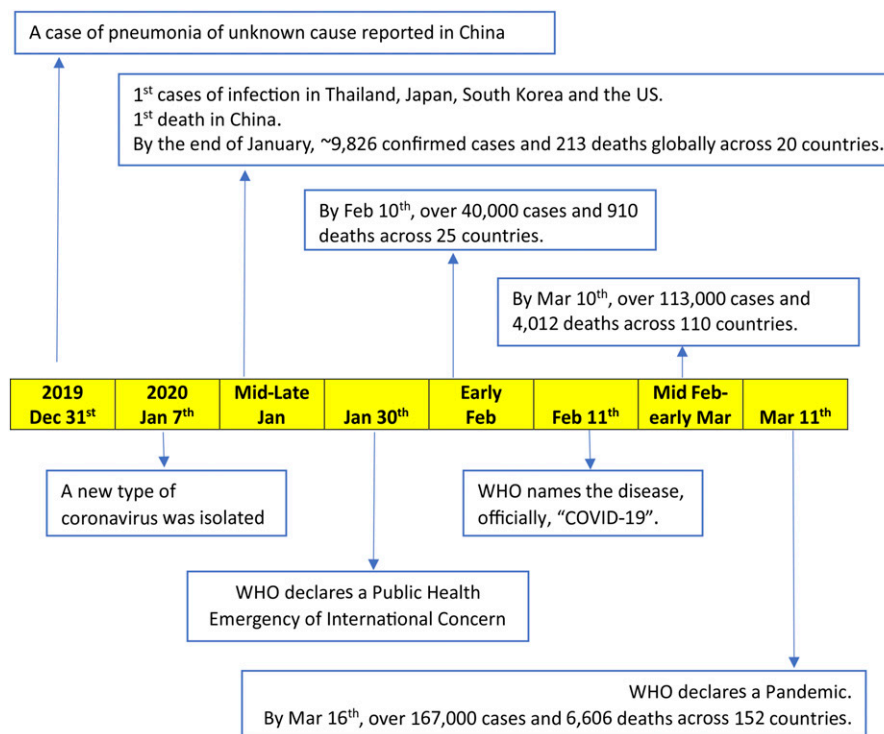 A case of pneumonia of unknown cause reported in China
1st cases of infection in Thailand, Japan, South Korea and the US.
1st death in China.
By the end of January, ~9,826 confirmed cases and 213 deaths globally across 20 countries.
By Feb 10th, over 40,000 cases and 910
deaths across 25 countries.
By Mar 10th, over 113,000 cases and
4,012 deaths across 110 countries.
2019
Dec 31st
2020
Jan 7th
Mid-Late
Jan
Jan 30th
Early
Feb
Feb 11th
Mid Feb-
early Mar
Mar 11th
A new type of
coronavirus was isolated
WHO names the disease,
officially, “COVID-19”.
WHO declares a Public Health
Emergency of International Concern
WHO declares a Pandemic.
By Mar 16th, over 167,000 cases and 6,606 deaths across 152 countries.